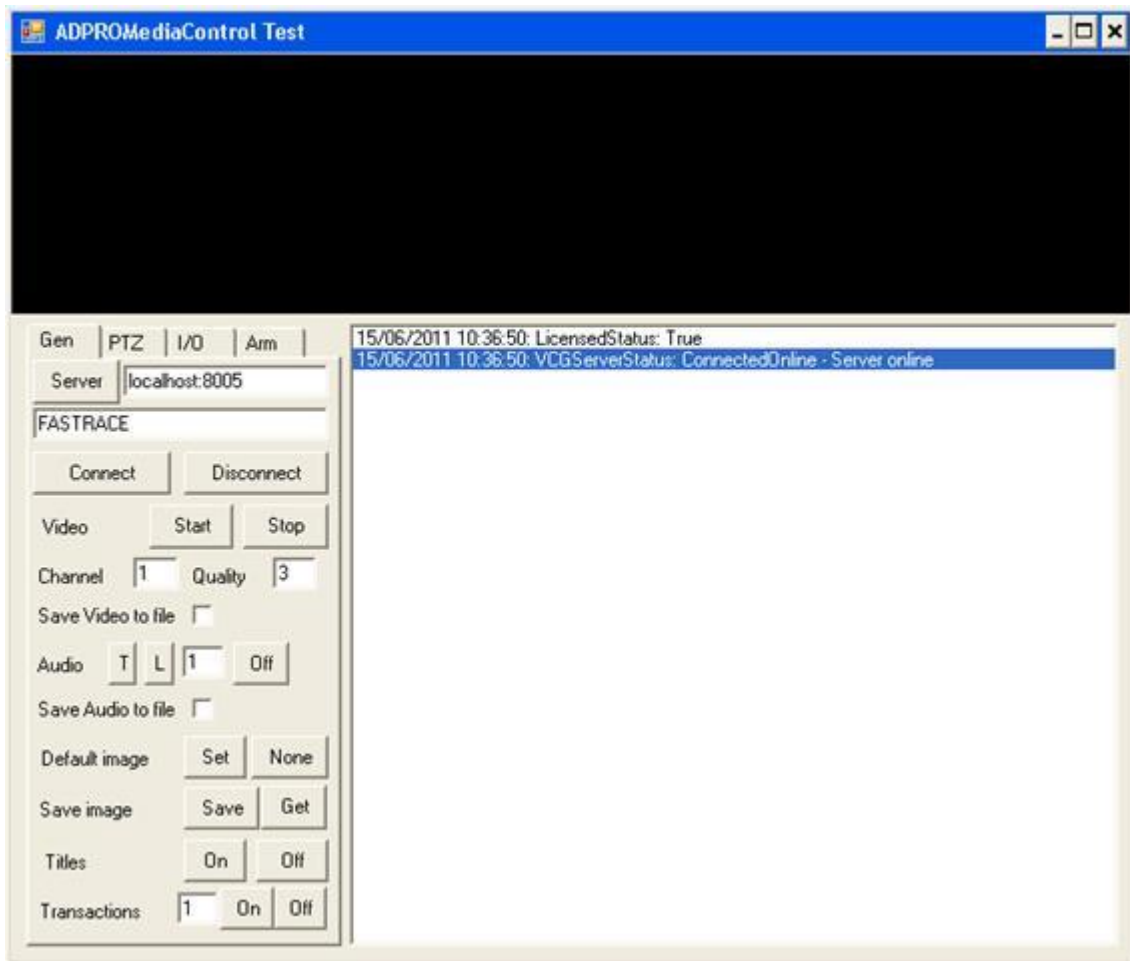 ADPROMediaControl Test
Gen PTZ I/O Arm
Server localhost:8005
FASTRACE
Connect Disconnect
Video Start Stop
Channel 1 Quality 3
Save Video to file
Audio T L 1 Off
Save Audio to file
Default image Set None
Save image Save Get
Titles On Off
Transactions 1 On Off
15/06/2011 10:36:50: LicensedStatus: True
15/06/2011 10:36:50: VCGServerStatus: ConnectedOnline - Server online